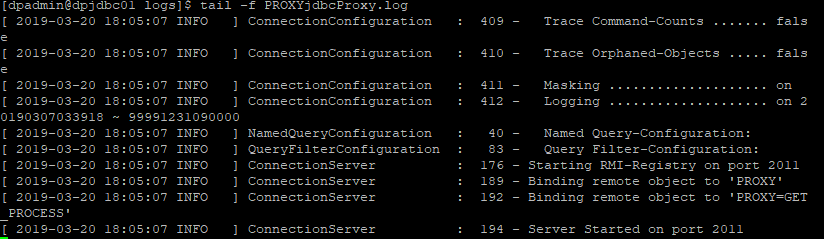 [dpadmin@dpjdbc01 logs]$ tail -f PROXYjdbcProxy.log
[ 2019-03-20 18:05:07 INFO   ] ConnectionConfiguration   :  409 -   Trace Command-Counts ....... fals
e
[ 2019-03-20 18:05:07 INFO   ] ConnectionConfiguration   :  410 -   Trace Orphaned-Objects ..... fals
e
[ 2019-03-20 18:05:07 INFO   ] ConnectionConfiguration   :  411 -   Masking .................... on
[ 2019-03-20 18:05:07 INFO   ] ConnectionConfiguration   :  412 -   Logging .................... on 2
0190307033918 ~ 99991231090000
[ 2019-03-20 18:05:07 INFO   ] NamedQueryConfiguration   :   40 -   Named Query-Configuration:
[ 2019-03-20 18:05:07 INFO   ] QueryFilterConfiguration  :   83 -   Query Filter-Configuration:
[ 2019-03-20 18:05:07 INFO   ] ConnectionServer          :  176 - Starting RMI-Registry on port 2011
[ 2019-03-20 18:05:07 INFO   ] ConnectionServer          :  189 - Binding remote object to 'PROXY'
[ 2019-03-20 18:05:07 INFO   ] ConnectionServer          :  192 - Binding remote object to 'PROXY=GET
_PROCESS'
[ 2019-03-20 18:05:07 INFO   ] ConnectionServer          :  194 - Server Started on port 2011